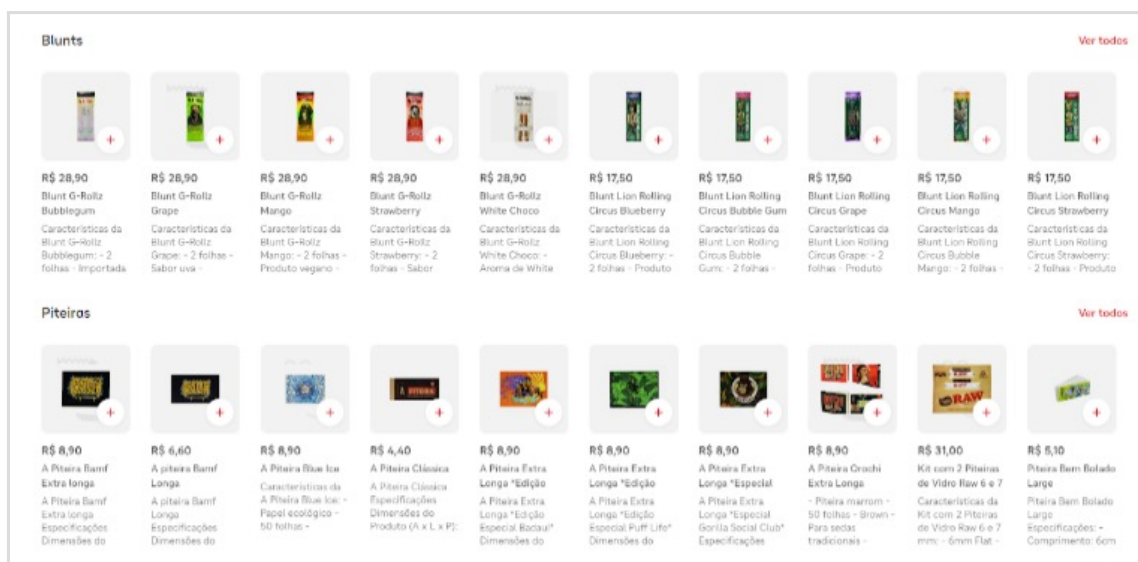 Blunts
Ver todos
R$ 28,90
Blunt G-Rollz
Bubblegum
Características da
Blunt G-Rollz
Bubblegum: - 2
folhas - Importada
R$ 28,90
Blunt G-Rollz
Grape
Características da
Blunt G-Rollz
Grape: - 2 folhas -
Sabor uva -
R$ 28,90
Blunt G-Rollz
Mango
Características da
Blunt G-Rollz
Mango: - 2 folhas -
Produto vegano -
R$ 28,90
Blunt G-Rollz
Strawberry
Características da
Blunt G-Rollz
Strawberry: - 2
folhas - Sabor
R$ 28,90
Blunt G-Rollz
White Choco
Características da
Blunt G-Rollz
White Choco: -
Aroma de White
R$ 17,50
Blunt Lion Rolling
Circus Blueberry
Características da
Blunt Lion Rolling
Circus Blueberry: -
2 folhas - Produto
R$ 17,50
Blunt Lion Rolling
Circus Bubble Gum
Características da
Blunt Lion Rolling
Circus Bubble
Gum: - 2 folhas -
R$ 17,50
Blunt Lion Rolling
Circus Grape
Características da
Blunt Lion Rolling
Circus Grape: - 2
folhas - Produto
R$ 17,50
Blunt Lion Rolling
Circus Mango
Características da
Blunt Lion Rolling
Circus Bubble
Mango: - 2 folhas -
R$ 17,50
Blunt Lion Rolling
Circus Strawberry
Características da
Blunt Lion Rolling
Circus Strawberry:
- 2 folhas - Produto
Piteiras
Ver todos
R$ 8,90
A Piteira Bamf
Extra longa
A Piteira Bamf
Extra longa
Especificações
Dimensões do
R$ 6,60
A piteira Bamf
Longa
A piteira Bamf
Longa
Especificações
Dimensões do
R$ 8,90
A Piteira Blue Ice
Características da
A Piteira Blue Ice: -
Papel ecológico -
50 folhas -
R$ 4,40
A Piteira Clássica
A Piteira Clássica
Especificações
Dimensões do
Produto (A x L x P):
R$ 8,90
A Piteira Extra
Longa "Edição
A Piteira Extra
Longa "Edição
Especial Badaui"
Dimensões do
R$ 8,90
A Piteira Extra
Longa "Edição
A Piteira Extra
Longa "Edição
Especial Puff Life"
Dimensões do
R$ 8,90
A Piteira Extra
Longa "Especial
A Piteira Extra
Longa "Especial
Gorilla Social Club"
Especificações
R$ 8,90
A Piteira Orochi
Extra Longa
- Piteira marrom -
50 folhas - Brown -
Para sedas
tradicionais -
RAW
R$ 31,00
Kit com 2 Piteiras
de Vidro Raw 6 e 7
Características da
Kit com 2 Piteiras
de Vidro Raw 6 e 7
mm: - 6mm Flat -
R$ 5,10
Piteira Bem Bolado
Large
Piteira Bem Bolado
Large
Especificações: -
Comprimento: 6cm